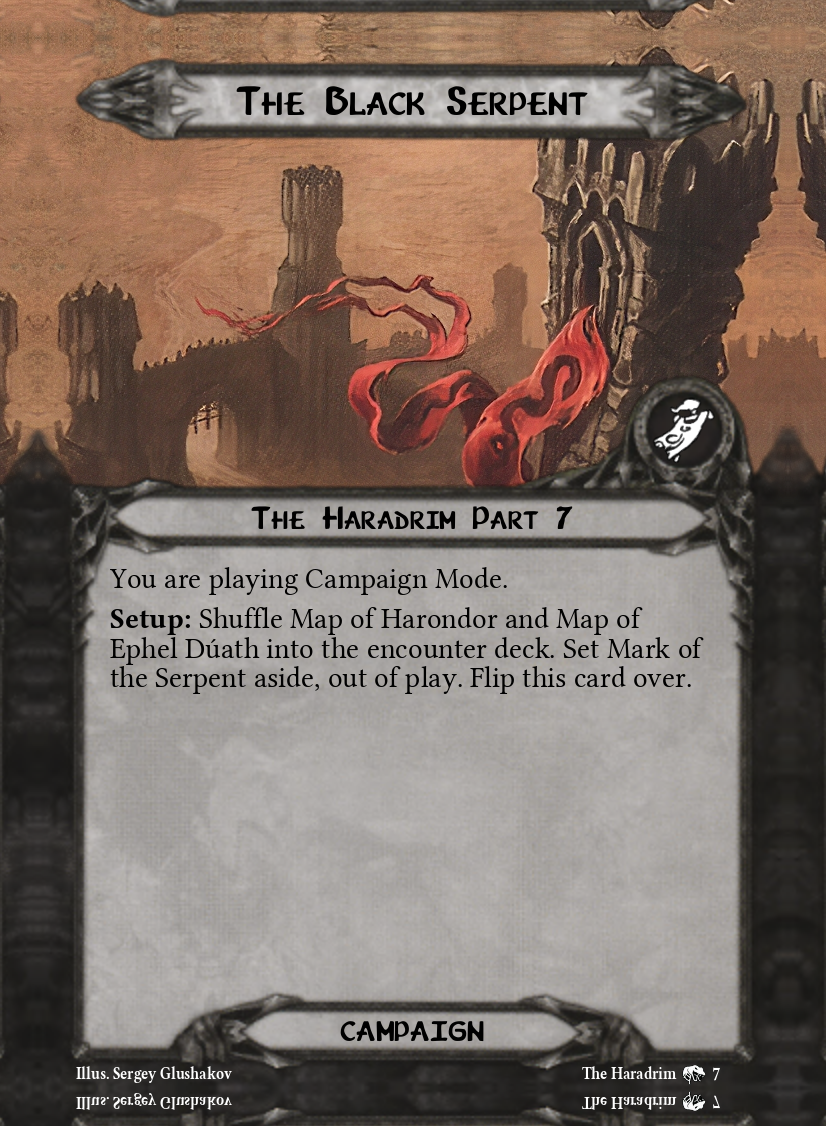 The Black Serpent
The Haradrim Part 7
You are playing Campaign Mode.
Setup: Shuffle Map of Harondor and Map of
Ephel Dúath into the encounter deck. Set Mark of
the Serpent aside, out of play. Flip this card over.
CAMPAIGN
Illus. Sergey Glushakov
The Haradrim 7